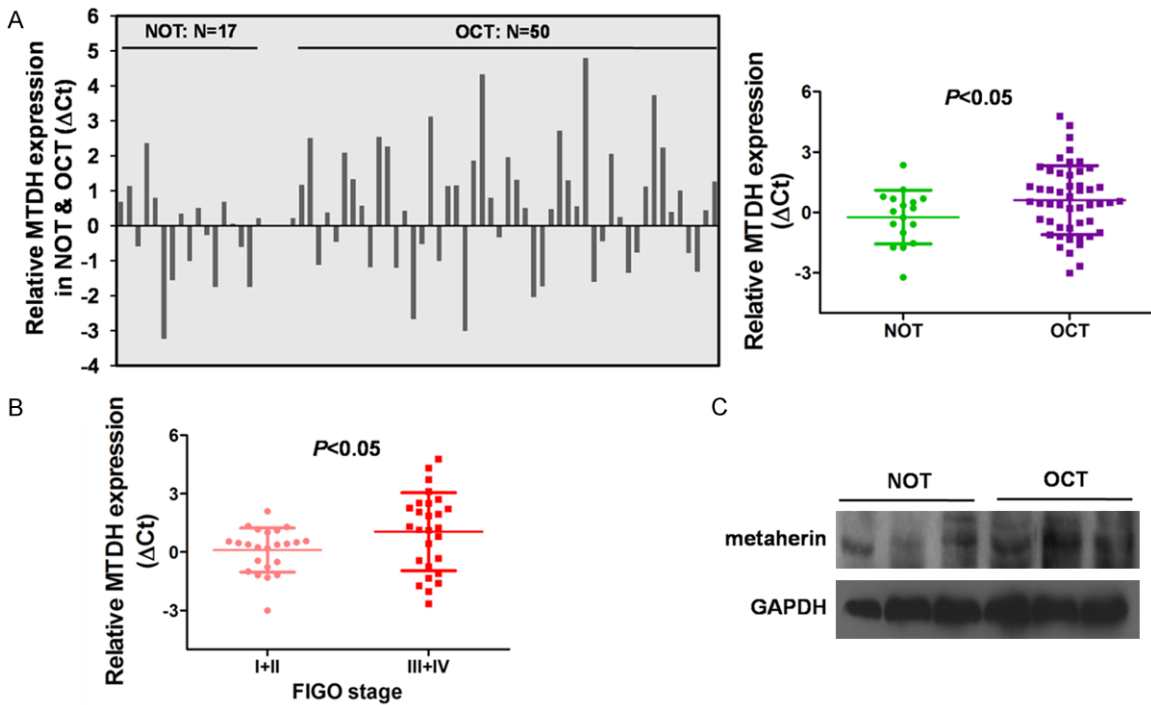 A
Relative MTDH expression
in NOT & OCT (ΔCt)
6
5
4
3
2
1
0
-1
-2
-3
-4
NOT: N=17
OCT: N=50
Relative MTDH expression
(ΔCt)
6
3
0
-3
P<0.05
NOT
OCT
B
Relative MTDH expression
(ΔCt)
6
3
0
-3
P<0.05
I+II
III+IV
FIGO stage
C
NOT
OCT
metaherin
GAPDH